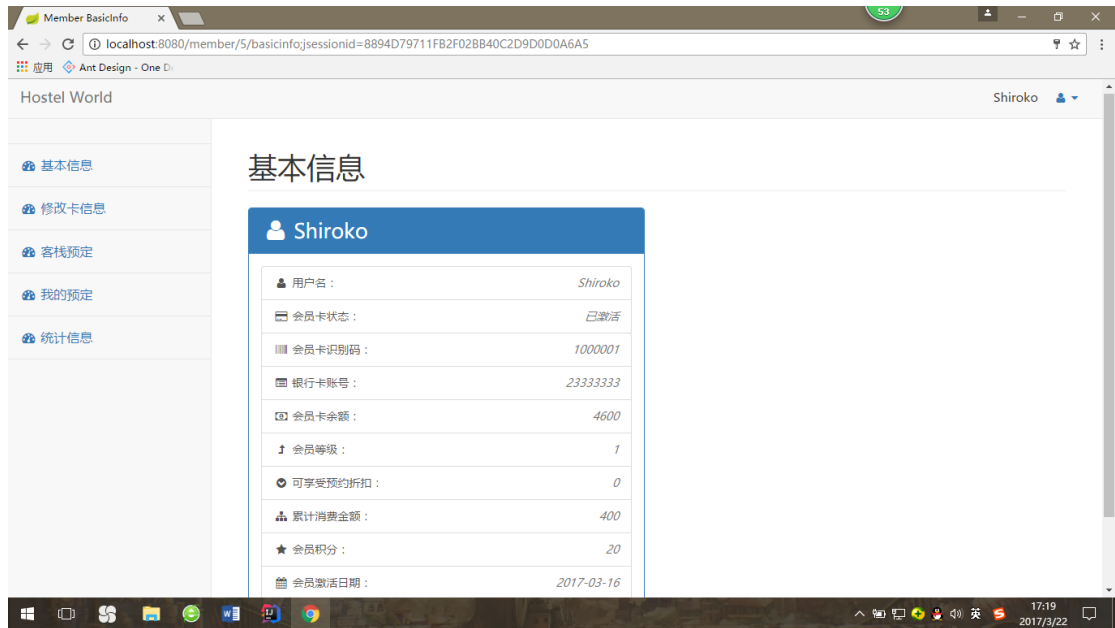 Member BasicInfo
53
localhost:8080/member/5/basicinfo;jsessionid=8894D79711FB2F02BB40C2D9D0D0A6A5
应用 Ant Design - One D
Hostel World
Shiroko
基本信息
修改卡信息
客栈预定
我的预定
统计信息
基本信息
Shiroko
用户名： Shiroko
会员卡状态： 已激活
会员卡识别码： 1000001
银行卡账号： 23333333
会员卡余额： 4600
会员等级： 1
可享受预约折扣： 0
累计消费金额： 400
会员积分： 20
会员激活日期： 2017-03-16
英
17:19
2017/3/22